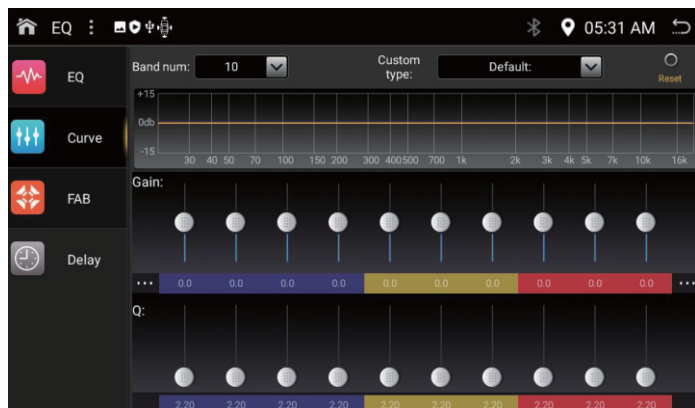 EQ 05:31 AM
EQ
Curve
FAB
Delay
Band num: 10 Custom type: Default: Reset
+15
0db
-15
30 40 50 70 100 150 200 300 400500 700 1k 2k 3k 4k 5k 7k 10k 16k
Gain:
... 0.0 0.0 0.0 0.0 0.0 0.0 0.0 0.0 0.0 0.0 ...
Q:
2.20 2.20 2.20 2.20 2.20 2.20 2.20 2.20 2.20 2.20